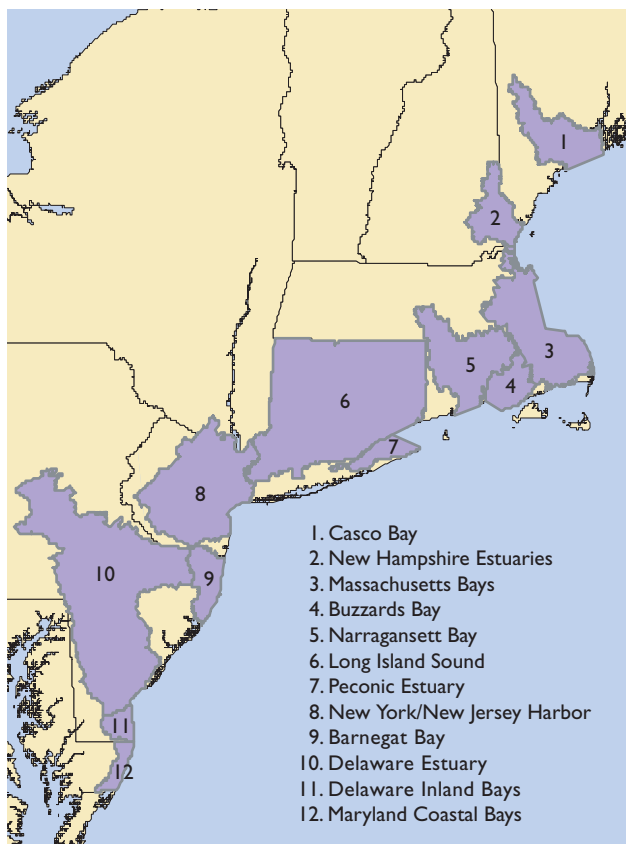 1
2
3
5
4
6
7
8
10
9
11
12
1. Casco Bay
2. New Hampshire Estuaries
3. Massachusetts Bays
4. Buzzards Bay
5. Narragansett Bay
6. Long Island Sound
7. Peconic Estuary
8. New York/New Jersey Harbor
9. Barnegat Bay
10. Delaware Estuary
11. Delaware Inland Bays
12. Maryland Coastal Bays